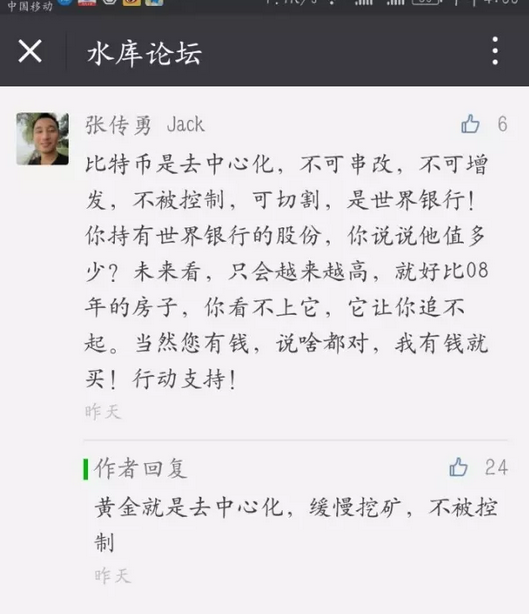 中国移动
水库论坛
张传勇 Jack
6
比特币是去中心化，不可串改，不可增
发，不被控制，可切割，是世界银行！
你持有世界银行的股份，你说说他值多
少？未来看，只会越来越高，就好比08
年的房子，你看不上它，它让你追不
起。当然您有钱，说啥都对，我有钱就
买！行动支持！
昨天
作者回复
24
黄金就是去中心化，缓慢挖矿，不被控
制
昨天